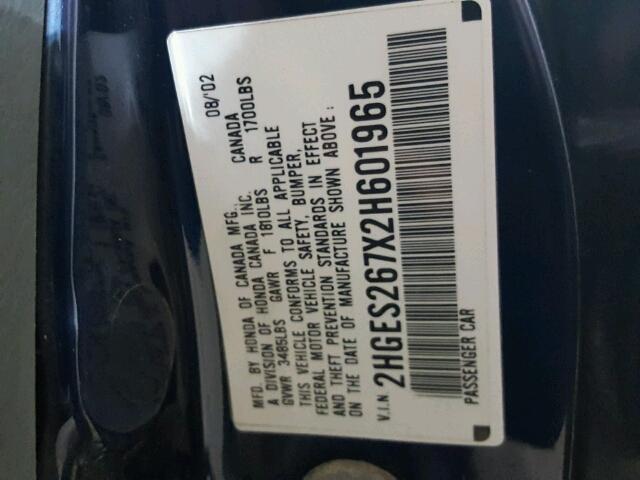 MFD. BY HONDA OF CANADA MFG. 08/'02
A DIVISION OF HONDA CANADA INC. CANADA
GVWR 3485LBS GAWR F 1810LBS R 1700LBS
THIS VEHICLE CONFORMS TO ALL APPLICABLE
FEDERAL MOTOR VEHICLE SAFETY, BUMPER,
AND THEFT PREVENTION STANDARDS IN EFFECT
ON THE DATE OF MANUFACTURE SHOWN ABOVE :
V.I.N 2HGES267X2H601965
PASSENGER CAR